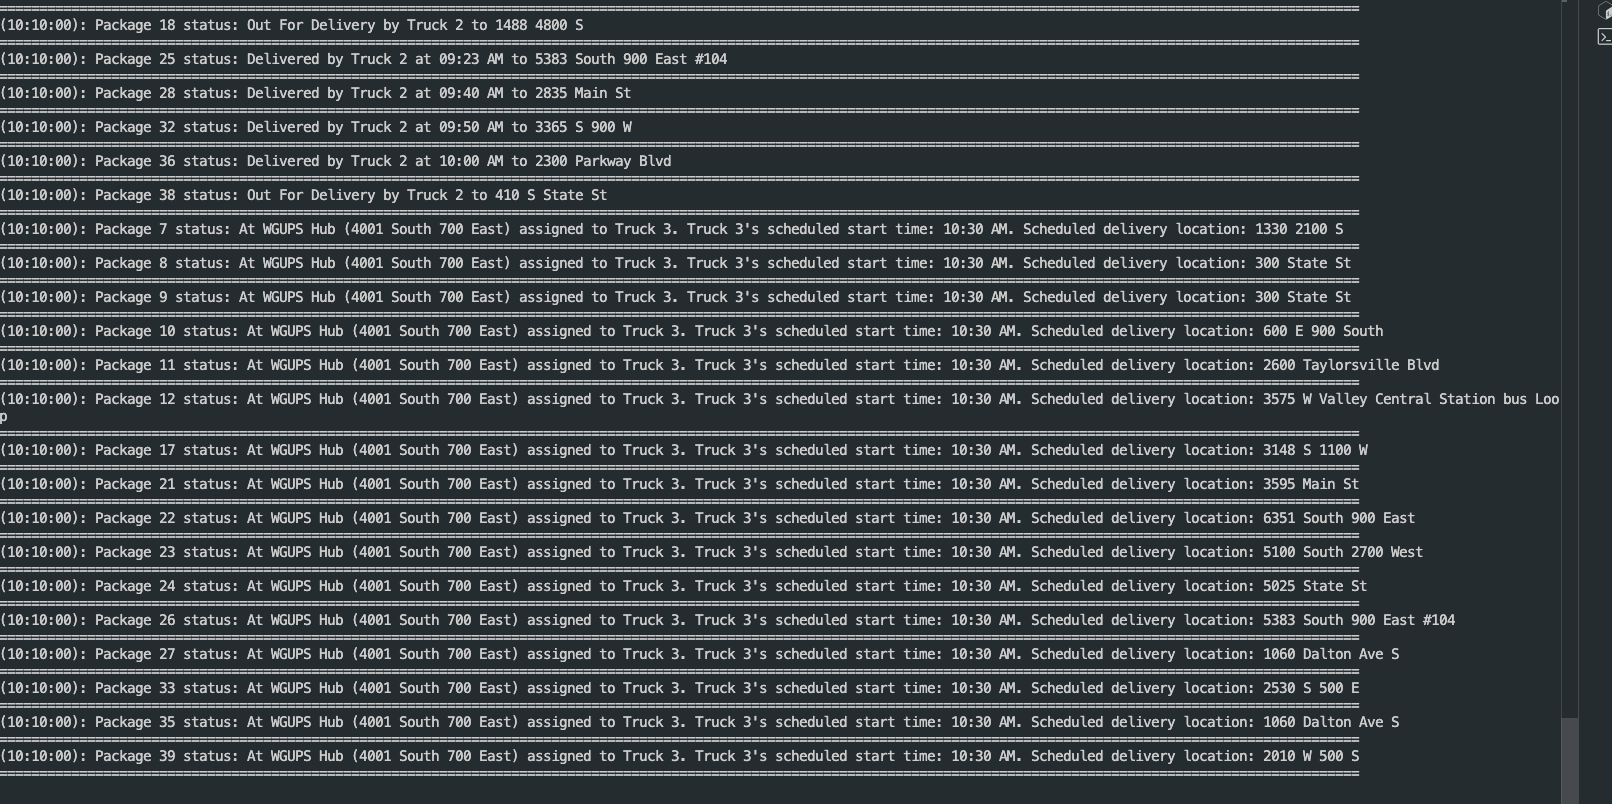 (10:10:00): Package 18 status: Out For Delivery by Truck 2 to 1488 4800 S
(10:10:00): Package 25 status: Delivered by Truck 2 at 09:23 AM to 5383 South 900 East #104
(10:10:00): Package 28 status: Delivered by Truck 2 at 09:40 AM to 2835 Main St
(10:10:00): Package 32 status: Delivered by Truck 2 at 09:50 AM to 3365 S 900 W
(10:10:00): Package 36 status: Delivered by Truck 2 at 10:00 AM to 2300 Parkway Blvd
(10:10:00): Package 38 status: Out For Delivery by Truck 2 to 410 S State St
(10:10:00): Package 7 status: At WGUPS Hub (4001 South 700 East) assigned to Truck 3. Truck 3's scheduled start time: 10:30 AM. Scheduled delivery location: 1330 2100 S
(10:10:00): Package 8 status: At WGUPS Hub (4001 South 700 East) assigned to Truck 3. Truck 3's scheduled start time: 10:30 AM. Scheduled delivery location: 300 State St
(10:10:00): Package 9 status: At WGUPS Hub (4001 South 700 East) assigned to Truck 3. Truck 3's scheduled start time: 10:30 AM. Scheduled delivery location: 300 State St
(10:10:00): Package 10 status: At WGUPS Hub (4001 South 700 East) assigned to Truck 3. Truck 3's scheduled start time: 10:30 AM. Scheduled delivery location: 600 E 900 South
(10:10:00): Package 11 status: At WGUPS Hub (4001 South 700 East) assigned to Truck 3. Truck 3's scheduled start time: 10:30 AM. Scheduled delivery location: 2600 Taylorsville Blvd
(10:10:00): Package 12 status: At WGUPS Hub (4001 South 700 East) assigned to Truck 3. Truck 3's scheduled start time: 10:30 AM. Scheduled delivery location: 3575 W Valley Central Station bus Loo
p
(10:10:00): Package 17 status: At WGUPS Hub (4001 South 700 East) assigned to Truck 3. Truck 3's scheduled start time: 10:30 AM. Scheduled delivery location: 3148 S 1100 W
(10:10:00): Package 21 status: At WGUPS Hub (4001 South 700 East) assigned to Truck 3. Truck 3's scheduled start time: 10:30 AM. Scheduled delivery location: 3595 Main St
(10:10:00): Package 22 status: At WGUPS Hub (4001 South 700 East) assigned to Truck 3. Truck 3's scheduled start time: 10:30 AM. Scheduled delivery location: 6351 South 900 East
(10:10:00): Package 23 status: At WGUPS Hub (4001 South 700 East) assigned to Truck 3. Truck 3's scheduled start time: 10:30 AM. Scheduled delivery location: 5100 South 2700 West
(10:10:00): Package 24 status: At WGUPS Hub (4001 South 700 East) assigned to Truck 3. Truck 3's scheduled start time: 10:30 AM. Scheduled delivery location: 5025 State St
(10:10:00): Package 26 status: At WGUPS Hub (4001 South 700 East) assigned to Truck 3. Truck 3's scheduled start time: 10:30 AM. Scheduled delivery location: 5383 South 900 East #104
(10:10:00): Package 27 status: At WGUPS Hub (4001 South 700 East) assigned to Truck 3. Truck 3's scheduled start time: 10:30 AM. Scheduled delivery location: 1060 Dalton Ave S
(10:10:00): Package 33 status: At WGUPS Hub (4001 South 700 East) assigned to Truck 3. Truck 3's scheduled start time: 10:30 AM. Scheduled delivery location: 2530 S 500 E
(10:10:00): Package 35 status: At WGUPS Hub (4001 South 700 East) assigned to Truck 3. Truck 3's scheduled start time: 10:30 AM. Scheduled delivery location: 1060 Dalton Ave S
(10:10:00): Package 39 status: At WGUPS Hub (4001 South 700 East) assigned to Truck 3. Truck 3's scheduled start time: 10:30 AM. Scheduled delivery location: 2010 W 500 S